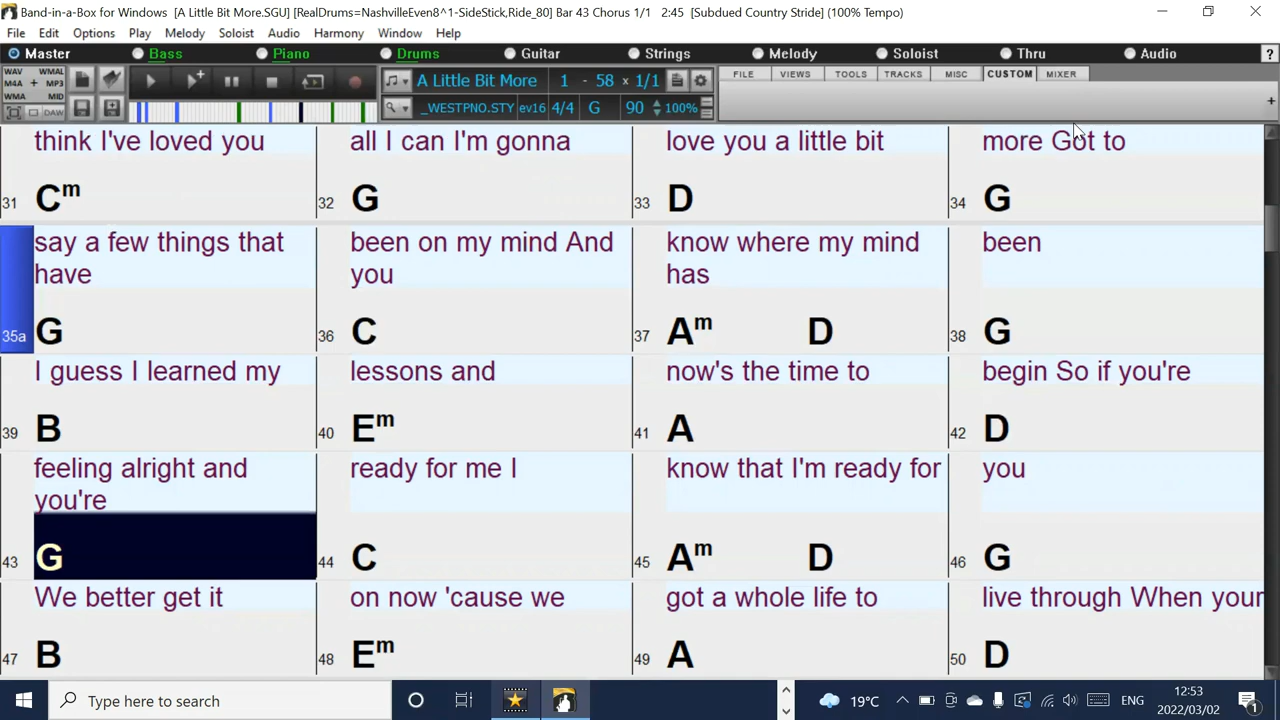 Band-in-a-Box for Windows [A Little Bit More.SGU] [RealDrums=NashvilleEven8^1-SideStick,Ride_80] Bar 43 Chorus 1/1 2:45 [Subdued Country Stride] (100% Tempo)
File Edit Options Play Melody Soloist Audio Harmony Window Help
Master Bass Piano Drums Guitar Strings Melody Soloist Thru Audio ?
WAV WMAL
M4A + MP3
WMA MID
DAW
A Little Bit More 1 - 58 x 1/1
_WESTPNO.STY ev16 4/4 G 90 100%
FILE VIEWS TOOLS TRACKS MISC CUSTOM MIXER
+
think I've loved you all I can I'm gonna love you a little bit more Got to
31 Cm 32 G 33 D 34 G
say a few things that have been on my mind And you know where my mind has been
35a G 36 C 37 Am D 38 G
I guess I learned my lessons and now's the time to begin So if you're
39 B 40 Em 41 A 42 D
feeling alright and you're ready for me I know that I'm ready for you
43 G 44 C 45 Am D 46 G
We better get it on now 'cause we got a whole life to live through When your
47 B 48 Em 49 A 50 D
Type here to search 19°C ENG 12:53
2022/03/02 1